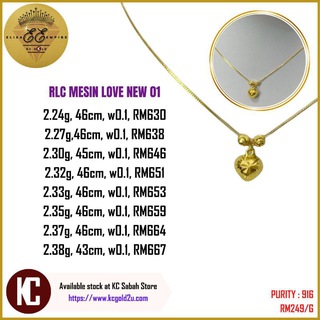 ELISA EMPIRE
RLC MESIN LOVE NEW 01
2.24g, 46cm, w0.1, RM630
2.27g,46cm, w0.1, RM638
2.30g, 45cm, w0.1, RM646
2.32g, 46cm, w0.1, RM651
2.33g, 46cm, w0.1, RM653
2.35g, 46cm, w0.1, RM659
2.37g, 46cm, w0.1, RM664
2.38g, 43cm, w0.1, RM667
KC
Available stock at KC Sabah Store
https://www.kcgold2u.com
PURITY : 916
RM249/G